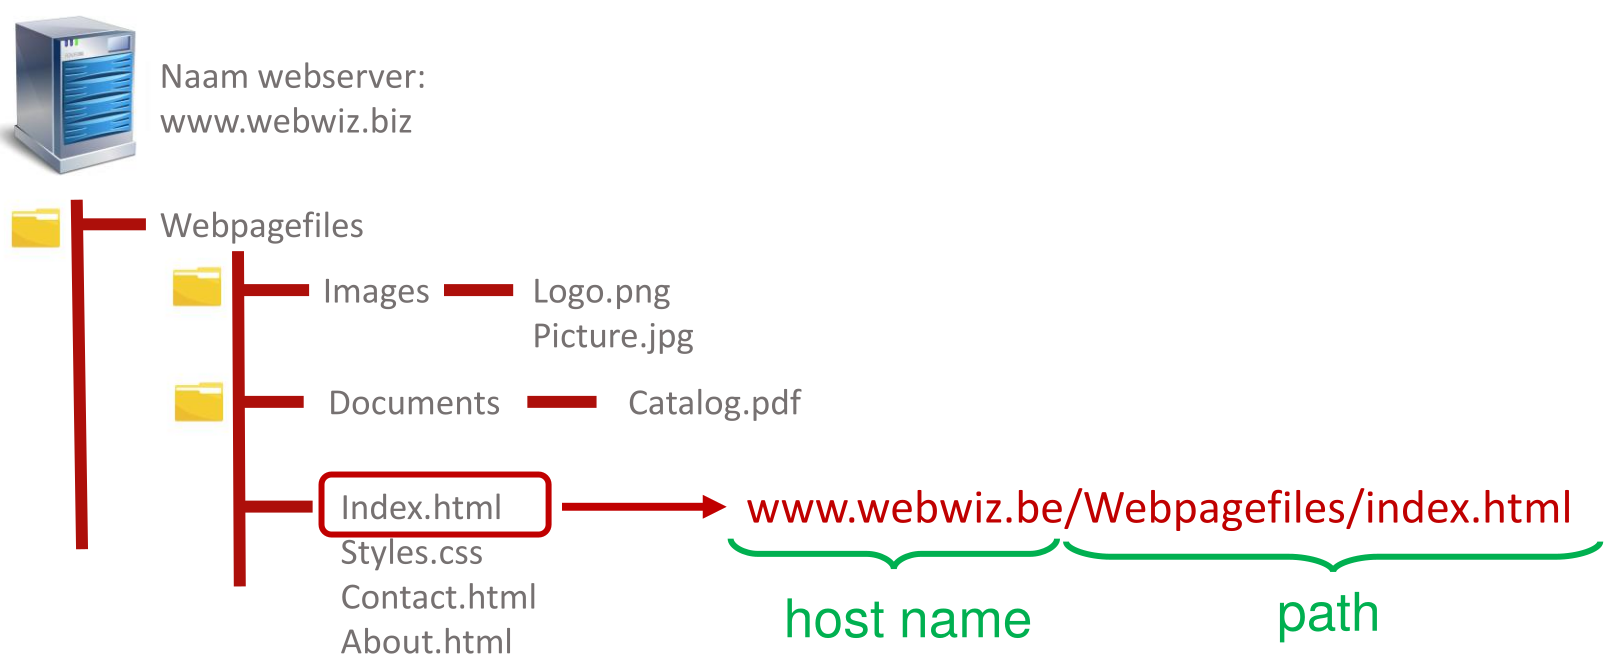 Naam webserver:
www.webwiz.biz
Webpagefiles
Images
Logo.png
Picture.jpg
Documents
Catalog.pdf
Index.html
www.webwiz.be/Webpagefiles/index.html
Styles.css
Contact.html
About.html
host name
path